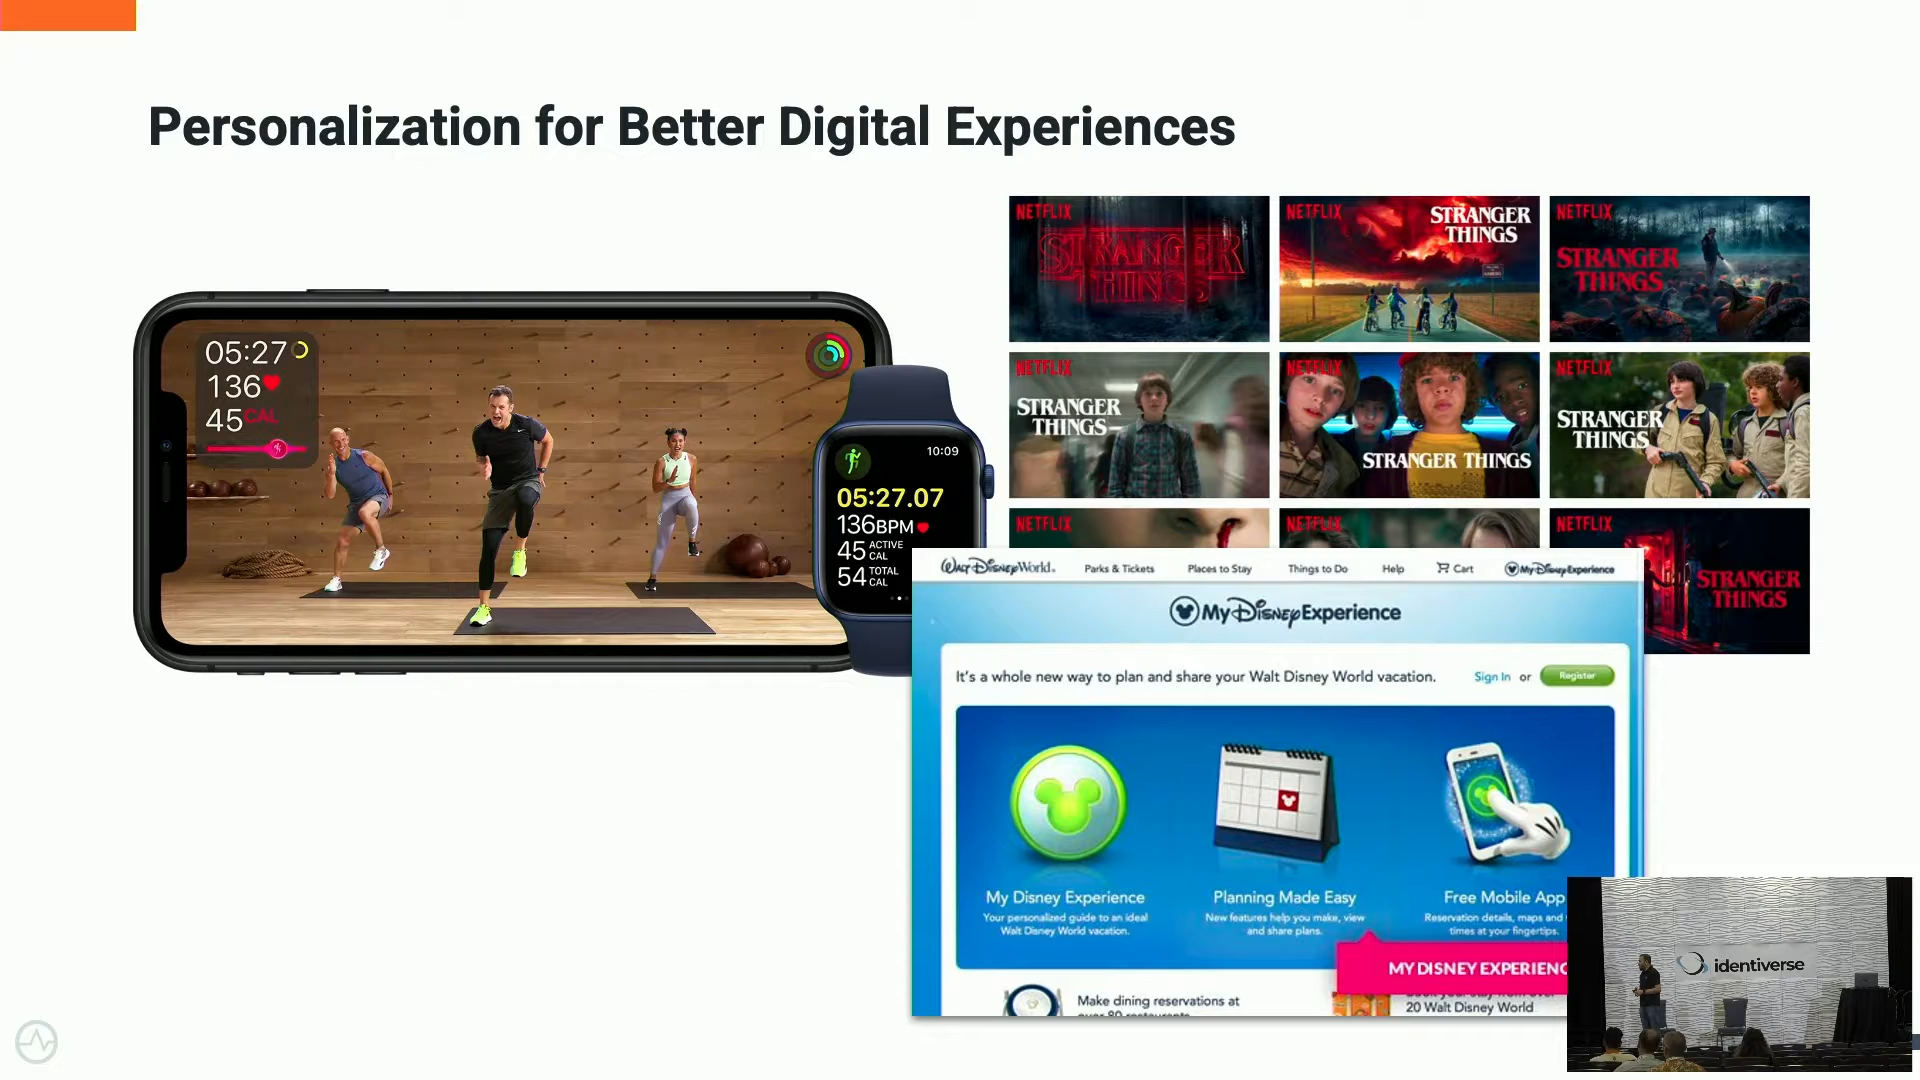 Personalization for Better Digital Experiences
05:27
136
45CAL
10:09
05:27.07
136BPM
45 ACTIVE
CAL
54 TOTAL
CAL
NETFLIX
STRANGER
THINGS
NETFLIX
STRANGER
THINGS
NETFLIX
STRANGER
THINGS
NETFLIX
STRANGER
THINGS
NETFLIX
STRANGER THINGS
NETFLIX
STRANGER
THINGS
NETFLIX
NETFLIX
NETFLIX
STRANGER
THINGS
Walt Disney World. Parks & Tickets Places to Stay Things to Do Help Cart My Disney Experience
My Disney Experience
It's a whole new way to plan and share your Walt Disney World vacation. Sign In or Register
My Disney Experience
Your personalized guide to an ideal
Walt Disney World vacation.
Planning Made Easy
New features help you make, view
and share plans.
Free Mobile App
Reservation details, maps and
times at your fingertips.
MY DISNEY EXPERIENC
Make dining reservations at
over 80 restaurants
20 Walt Disney World
identiverse